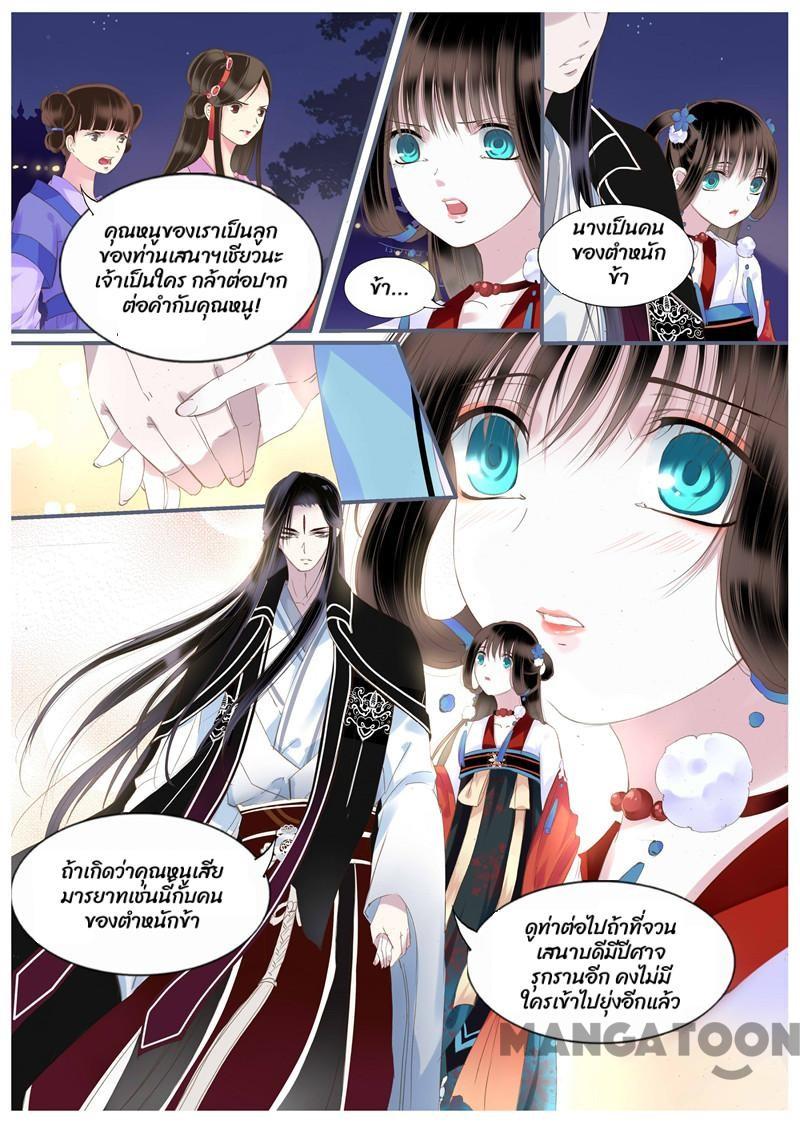 คุณหนูของเราเป็นลูก
ของท่านเสนาฯเชียวนะ
เจ้าเป็นใคร กล้าต่อปาก
ต่อคำกับคุณหนู!
ข้า...
นางเป็นคน
ของตำหนัก
ข้า
ถ้าเกิดว่าคุณหนูเสีย
มารยาทเช่นนี้กับคน
ของตำหนักข้า
ดูท่าต่อไปถ้าที่จวน
เสนาบดีมีปีศาจ
รุกรานอีก คงไม่มี
ใครเข้าไปยุ่งอีกแล้ว
MANGATOON